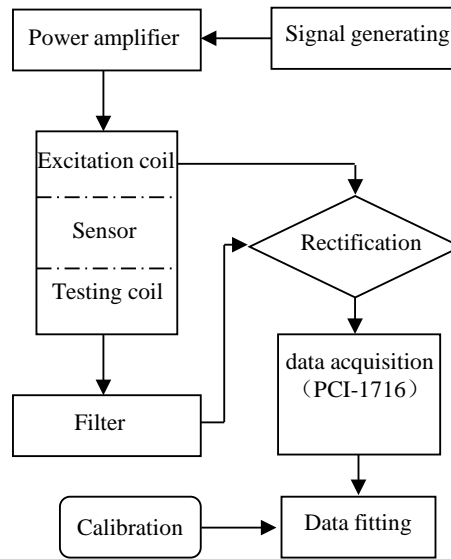 Power amplifier
Signal generating
Excitation coil
Sensor
Testing coil
Rectification
data acquisition
（PCI-1716）
Filter
Calibration
Data fitting